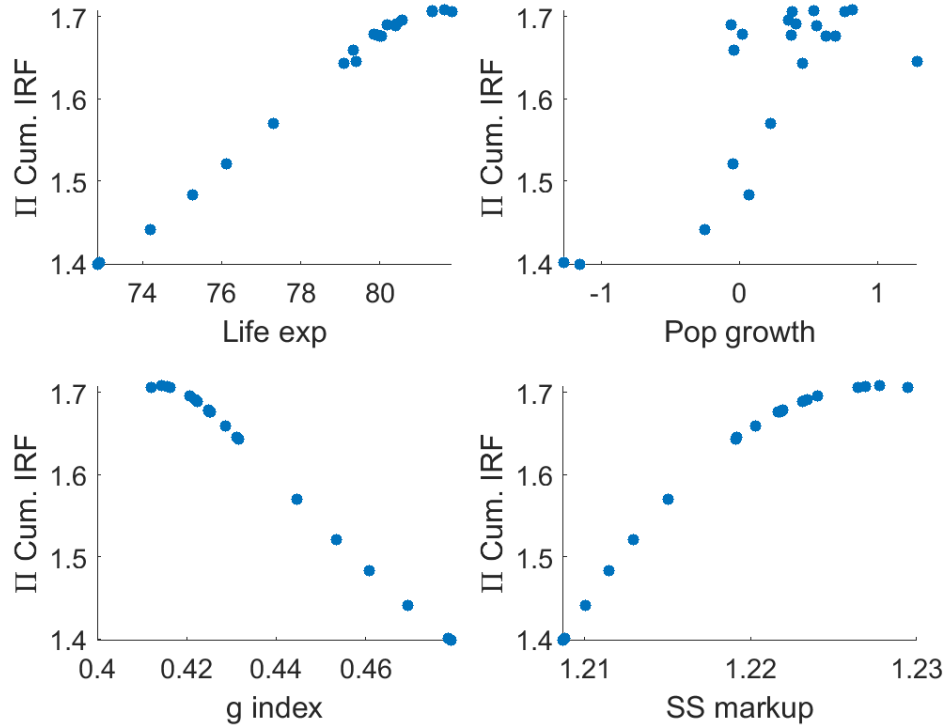 1.7
1.6
1.5
1.4
Π Cum. IRF
74 76 78 80
Life exp
1.7
1.6
1.5
1.4
Π Cum. IRF
-1 0 1
Pop growth
1.7
1.6
1.5
1.4
Π Cum. IRF
0.4 0.42 0.44 0.46
g index
1.7
1.6
1.5
1.4
Π Cum. IRF
1.21 1.22 1.23
SS markup